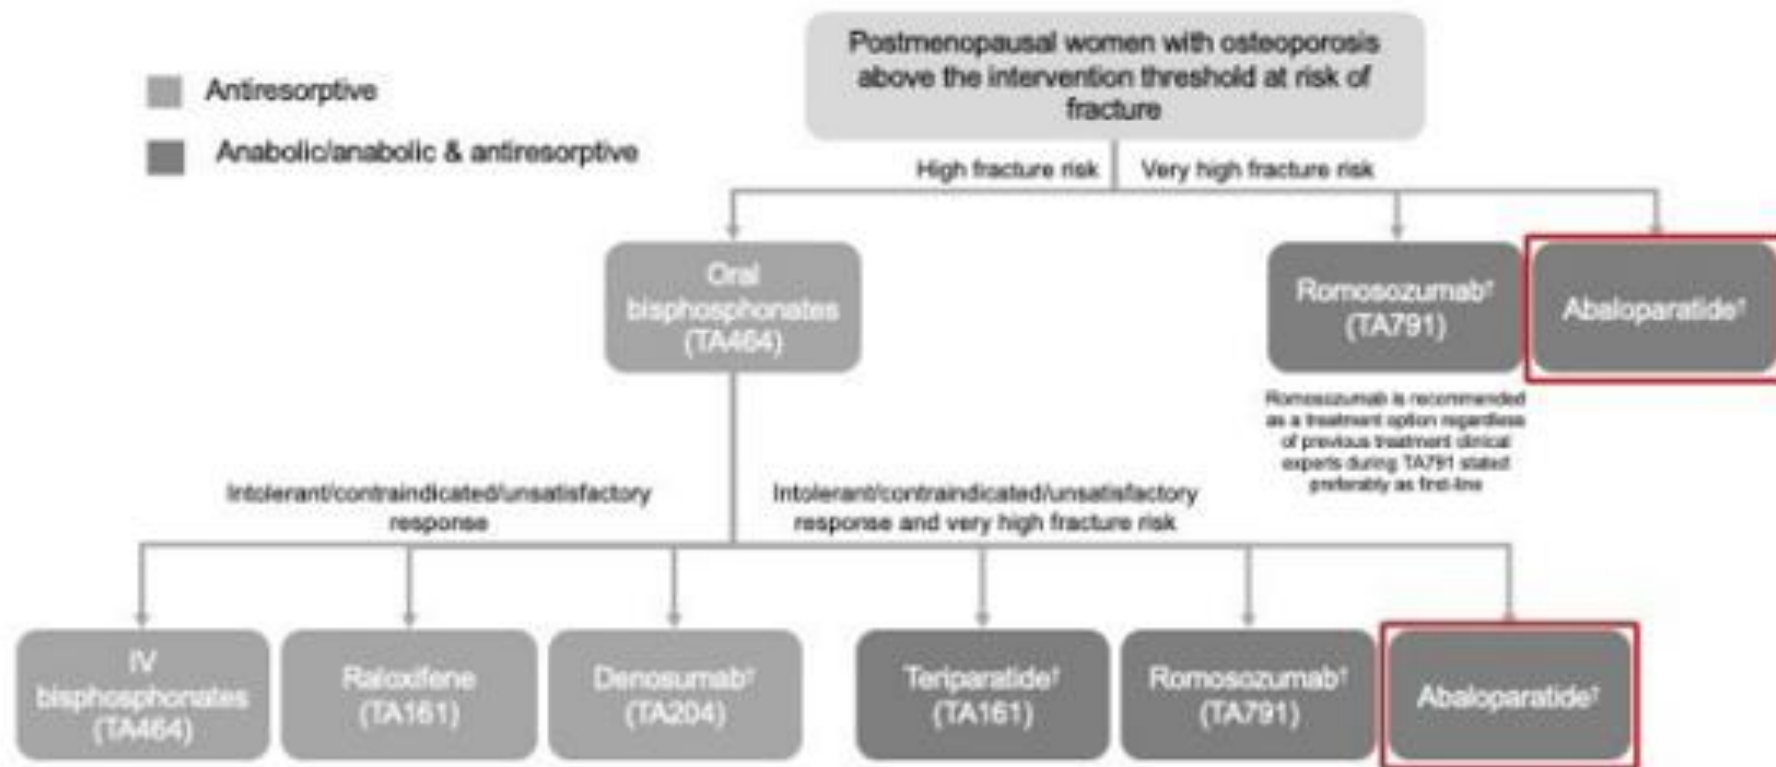 Postmenopausal women with osteoporosis
above the intervention threshold at risk of
fracture
Antiresorptive
Anabolic/anabolic & antiresorptive
High fracture risk
Very high fracture risk
Oral
bisphosphonates
(TA464)
Romosozumab†
(TA791)
Abaloparatide†
Romosozumab is recommended
as a treatment option regardless
of previous treatment clinical
experts during TA791 stated
preferably as first-line
Intolerant/contraindicated/unsatisfactory
response
Intolerant/contraindicated/unsatisfactory
response and very high fracture risk
IV
bisphosphonates
(TA464)
Raloxifene
(TA161)
Denosumab†
(TA204)
Teriparatide†
(TA161)
Romosozumab†
(TA791)
Abaloparatide†